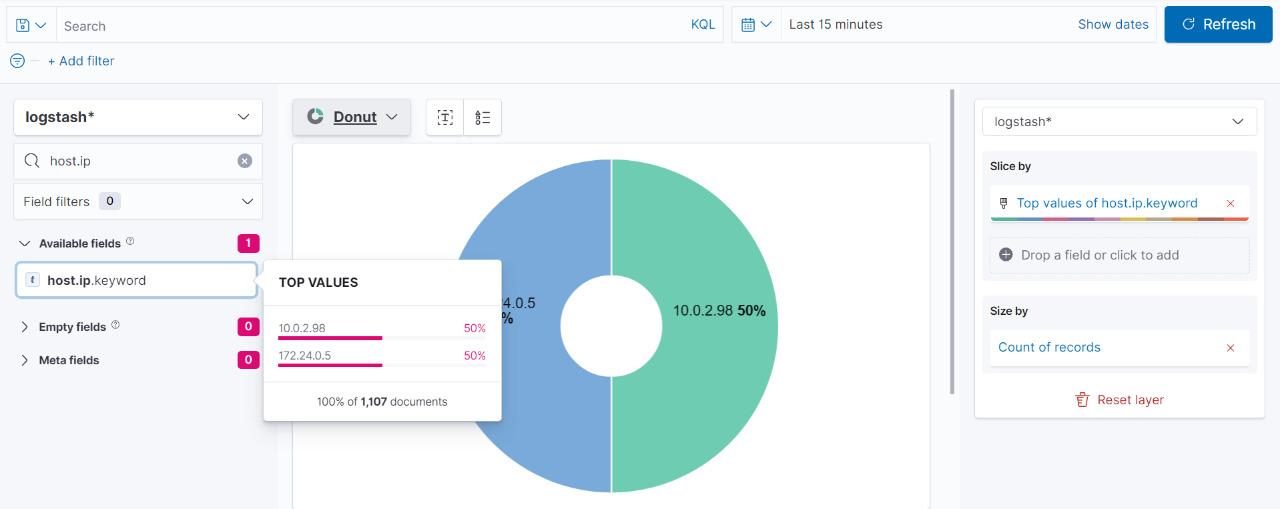 Search
KQL
Last 15 minutes
Show dates
Refresh
+ Add filter
logstash*
host.ip
Field filters 0
Available fields 1
host.ip.keyword
Empty fields 0
Meta fields 0
TOP VALUES
10.0.2.98 50%
172.24.0.5 50%
100% of 1,107 documents
Donut
4.0.5
%
10.0.2.98 50%
logstash*
Slice by
Top values of host.ip.keyword
Drop a field or click to add
Size by
Count of records
Reset layer